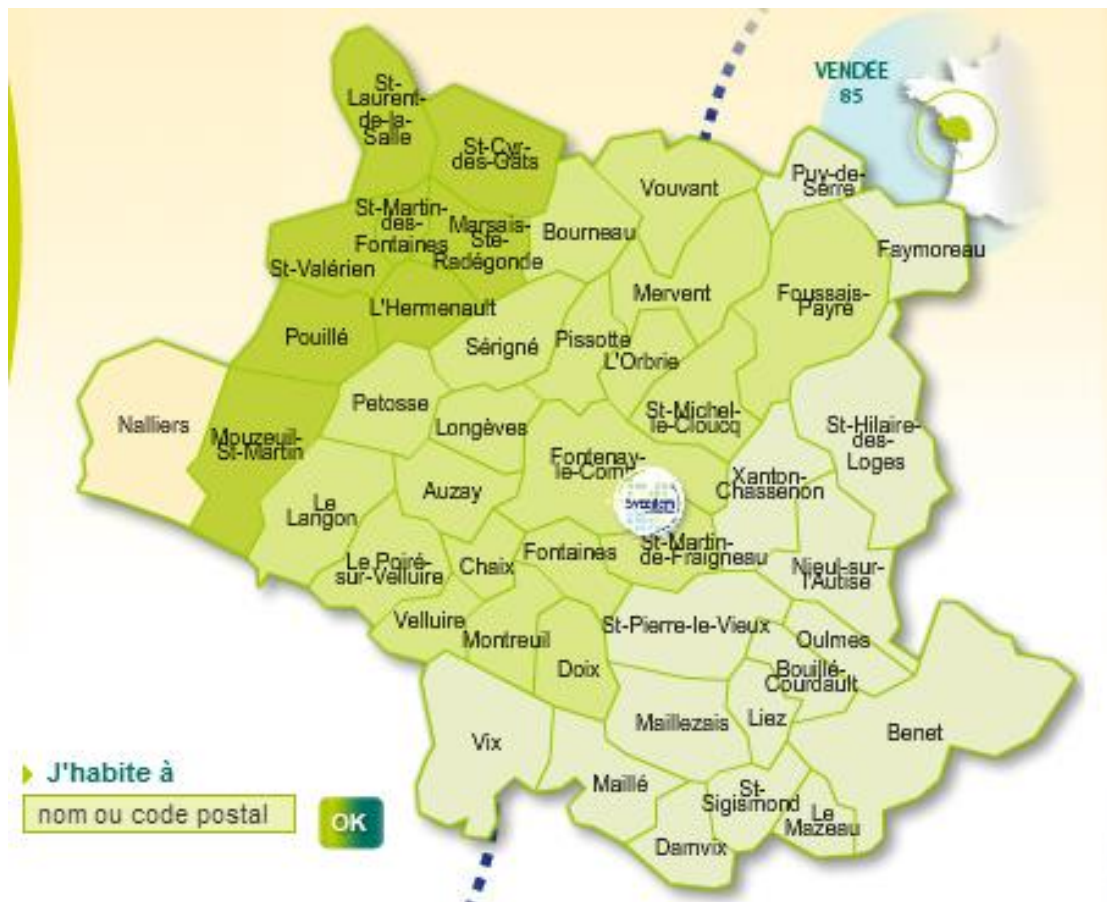 VENDÉE
85
St-
Laurent-
de-la-
Salle
St-Cyr-
des-Gâts
Vouvant
Puy-de-
Serre
St-Martin-
des-
Fontaines
Marsais-
Ste-
Radégonde
Bourneau
Faymoreau
St-Valérien
L'Hermenault
Mervent
Foussais-
Payré
Pouillé
Sérigné
Pissotte
L'Orbrie
Nalliers
Mouzeuil-
St-Martin
Petosse
Longèves
St-Michel-
le-Cloucq
St-Hilaire-
des-
Loges
Fontenay-
Auzay
Xanton-
Chassenon
Le
Langon
Le Poiré-
sur-Velluire
Chaix
Fontaines
St-Martin-
de-Fraigneau
Nieul-sur-
l'Autise
Velluire
Montreuil
Doix
St-Pierre-le-Vieux
Oulmes
Bouillé-
Courdault
Vix
Maillezais
Liez
Benet
Maillé
St-
Sigismond
Le
Mazeau
Damvix
J'habite à
nom ou code postal
OK